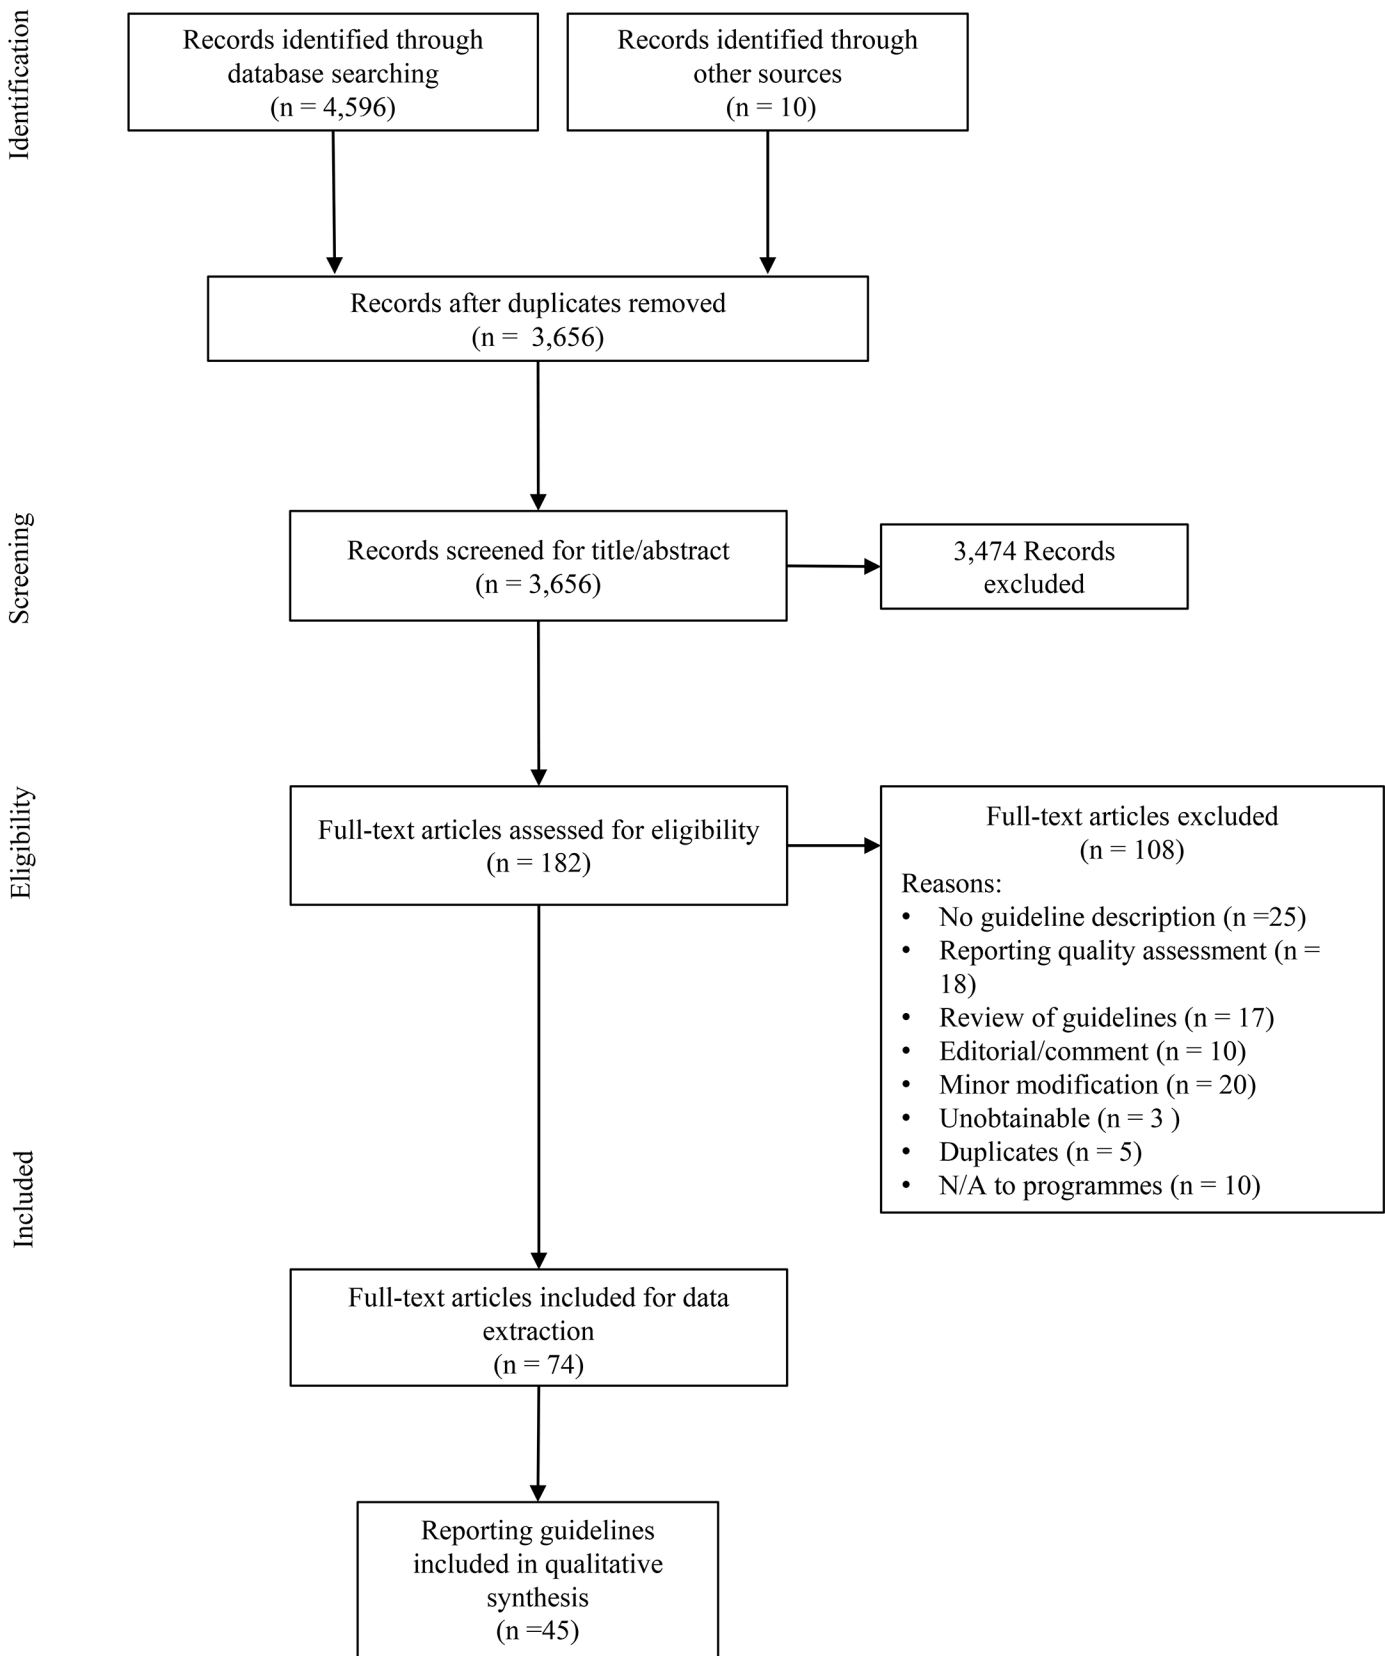 Identification
Records identified through
database searching
(n = 4,596)
Records identified through
other sources
(n = 10)
Records after duplicates removed
(n =  3,656)
Screening
Records screened for title/abstract
(n = 3,656)
3,474 Records
excluded
Eligibility
Full-text articles assessed for eligibility
(n = 182)
Full-text articles excluded
(n = 108)
Reasons:
• No guideline description (n =25)
• Reporting quality assessment (n =
18)
• Review of guidelines (n = 17)
• Editorial/comment (n = 10)
• Minor modification (n = 20)
• Unobtainable (n = 3 )
• Duplicates (n = 5)
• N/A to programmes (n = 10)
Included
Full-text articles included for data
extraction
(n = 74)
Reporting guidelines
included in qualitative
synthesis
(n =45)